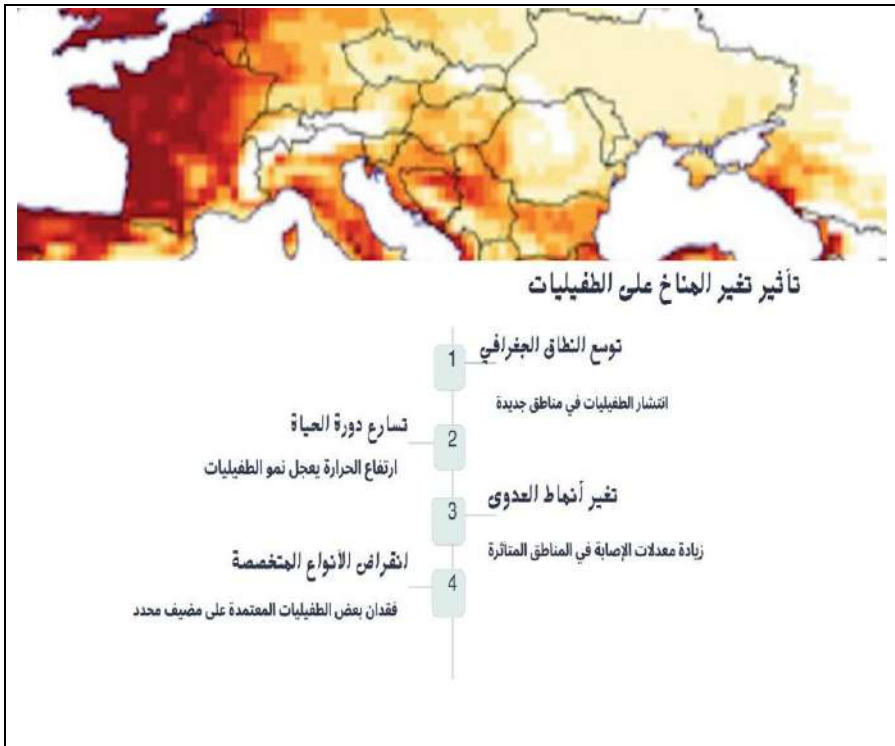 تأثير تغير المناخ على الطفيليات
1
توسع النطاق الجغرافي
انتشار الطفيليات في مناطق جديدة
2
تسارع دورة الحياة
ارتفاع الحرارة يعجل نمو الطفيليات
3
تغير أنماط العدوى
زيادة معدلات الإصابة في المناطق المتأثرة
4
انقراض الأنواع المتخصصة
فقدان بعض الطفيليات المعتمدة على مضيف محدد